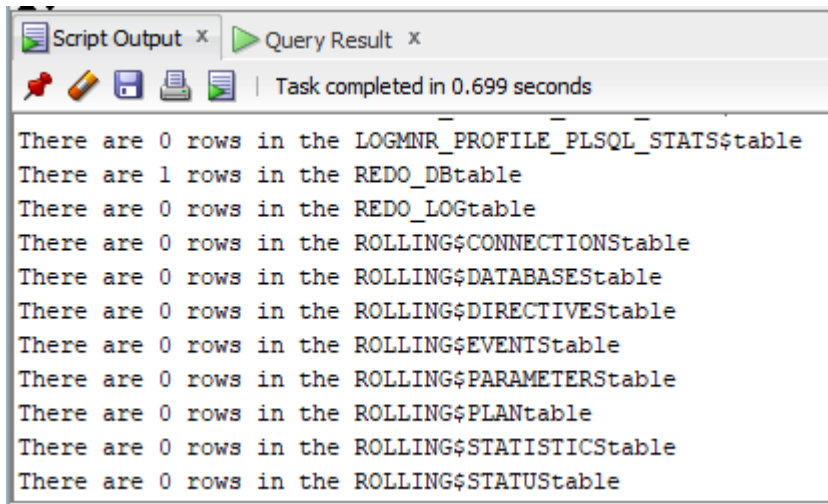 Script Output x Query Result x
Task completed in 0.699 seconds
There are 0 rows in the LOGMNR_PROFILE_PLSQL_STATS$table
There are 1 rows in the REDO_DBtable
There are 0 rows in the REDO_LOGtable
There are 0 rows in the ROLLING$CONNECTIONStable
There are 0 rows in the ROLLING$DATABASEStable
There are 0 rows in the ROLLING$DIRECTIVEStable
There are 0 rows in the ROLLING$EVENTStable
There are 0 rows in the ROLLING$PARAMETERStable
There are 0 rows in the ROLLING$PLANtable
There are 0 rows in the ROLLING$STATISTICStable
There are 0 rows in the ROLLING$STATUStable